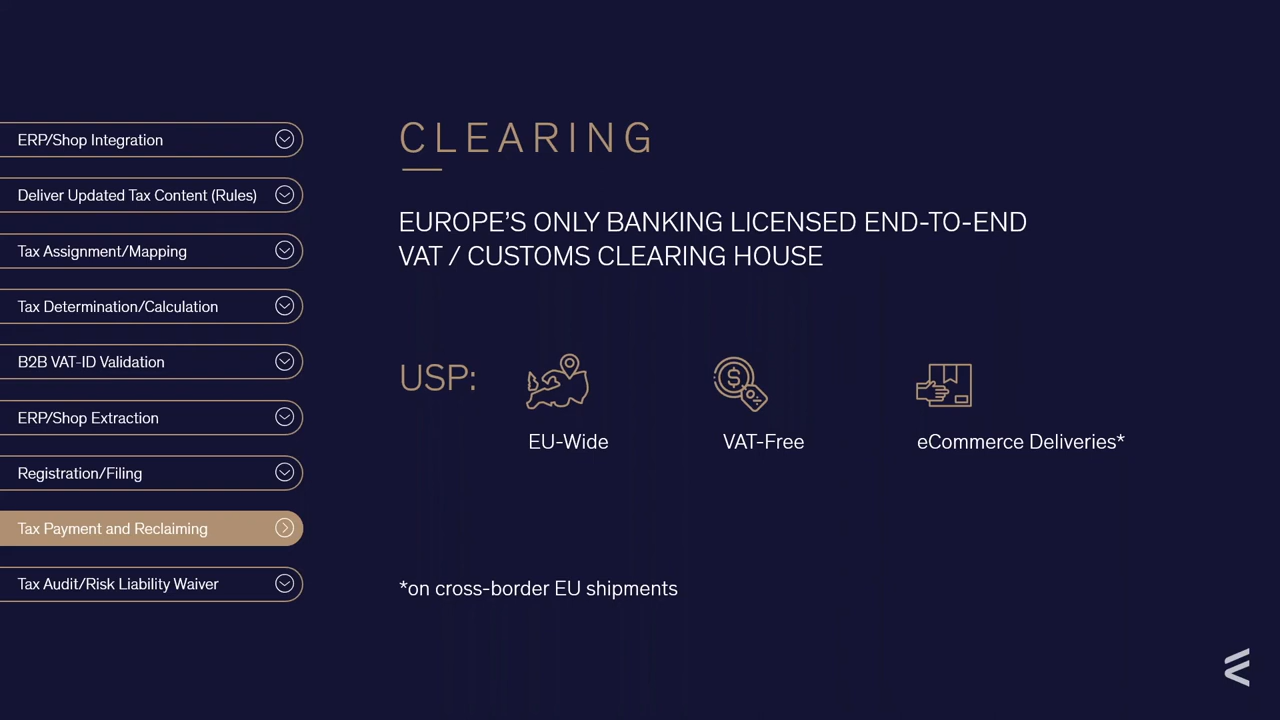 ERP/Shop Integration
Deliver Updated Tax Content (Rules)
Tax Assignment/Mapping
Tax Determination/Calculation
B2B VAT-ID Validation
ERP/Shop Extraction
Registration/Filing
Tax Payment and Reclaiming
Tax Audit/Risk Liability Waiver
CLEARING
EUROPE’S ONLY BANKING LICENSED END-TO-END
VAT / CUSTOMS CLEARING HOUSE
USP:
EU-Wide
VAT-Free
eCommerce Deliveries*
*on cross-border EU shipments